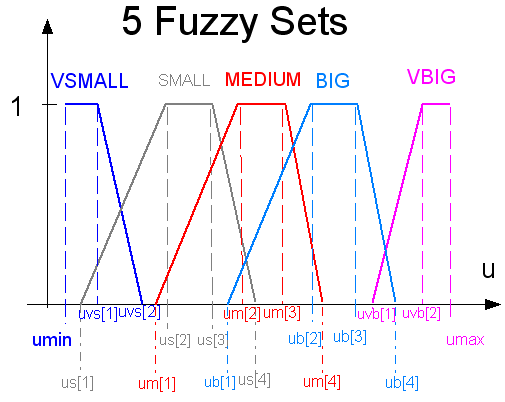 5 Fuzzy Sets
VSMALL SMALL MEDIUM BIG VBIG
1
u
uvs[1] uvs[2] um[2] um[3] uvb[1] uvb[2]
umin us[2] us[3] ub[2] ub[3] umax
us[1] um[1] ub[1] us[4] um[4] ub[4]